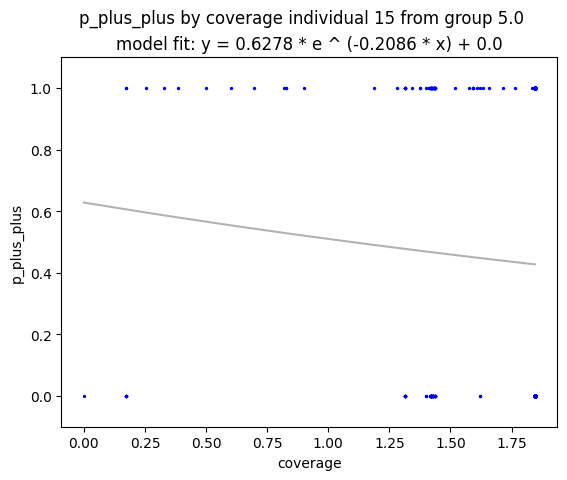 p_plus_plus by coverage individual 15 from group 5.0
model fit: y = 0.6278 * e ^ (-0.2086 * x) + 0.0
1.0
0.8
0.6
0.4
0.2
0.0
p_plus_plus
0.00 0.25 0.50 0.75 1.00 1.25 1.50 1.75
coverage